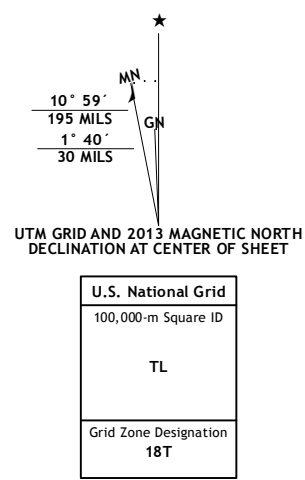 ★
MN
10° 59´
195 MILS
GN
1° 40´
30 MILS
UTM GRID AND 2013 MAGNETIC NORTH
DECLINATION AT CENTER OF SHEET
U.S. National Grid
100,000-m Square ID
TL
Grid Zone Designation
18T